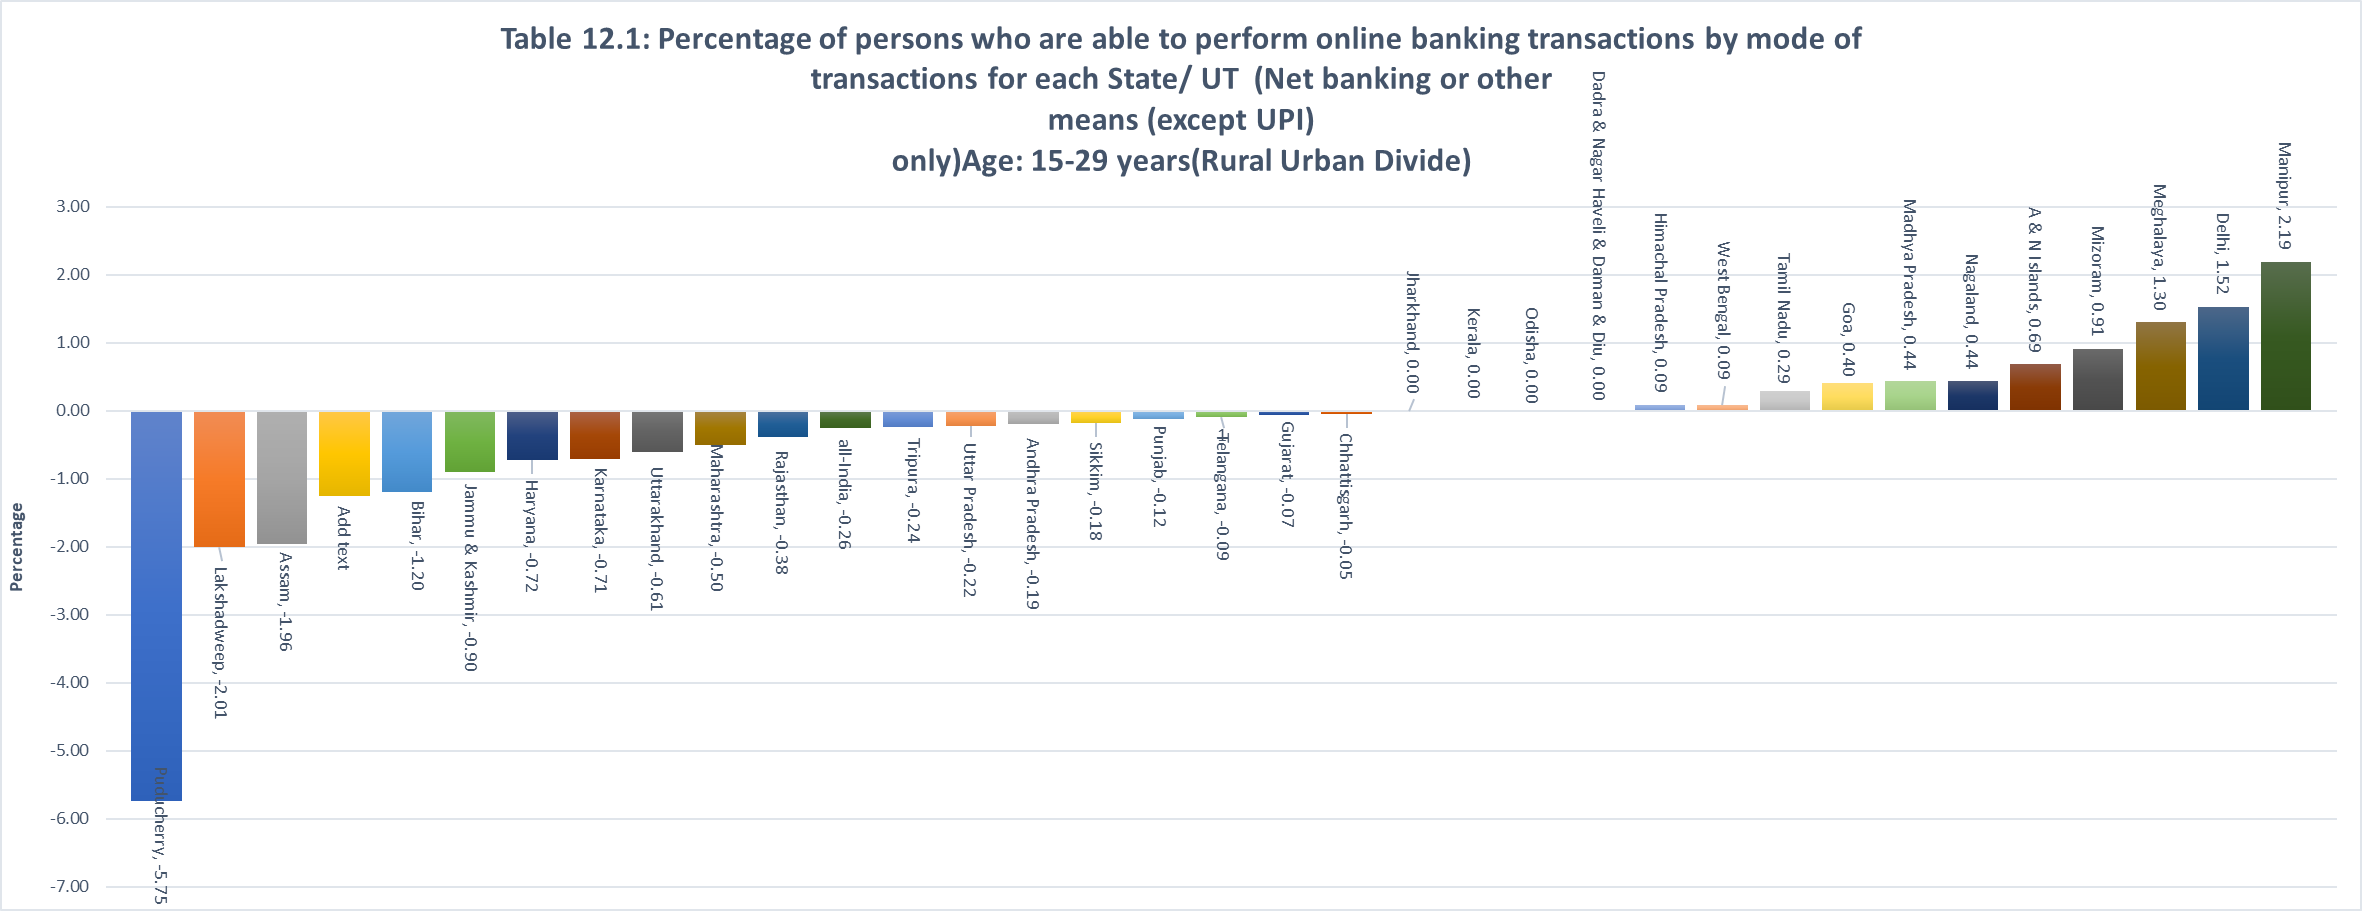 Table 12.1: Percentage of persons who are able to perform online banking transactions by mode of
transactions for each State/ UT (Net banking or other
means (except UPI)
only)Age: 15-29 years(Rural Urban Divide)
Percentage
3.00
2.00
1.00
0.00
-1.00
-2.00
-3.00
-4.00
-5.00
-6.00
-7.00
Puducherry, -5.75
Lakshadweep, -2.01
Assam, -1.96
Add text
Bihar, -1.20
Jammu & Kashmir, -0.90
Haryana, -0.72
Karnataka, -0.71
Uttarakhand, -0.61
Maharashtra, -0.50
Rajasthan, -0.38
all-India, -0.26
Tripura, -0.24
Uttar Pradesh, -0.22
Andhra Pradesh, -0.19
Sikkim, -0.18
Punjab, -0.12
Telangana, -0.09
Gujarat, -0.07
Chhattisgarh, -0.05
Jharkhand, 0.00
Kerala, 0.00
Odisha, 0.00
Dadra & Nagar Haveli & Daman & Diu, 0.00
Himachal Pradesh, 0.09
West Bengal, 0.09
Tamil Nadu, 0.29
Goa, 0.40
Madhya Pradesh, 0.44
Nagaland, 0.44
A & N Islands, 0.69
Mizoram, 0.91
Meghalaya, 1.30
Delhi, 1.52
Manipur, 2.19